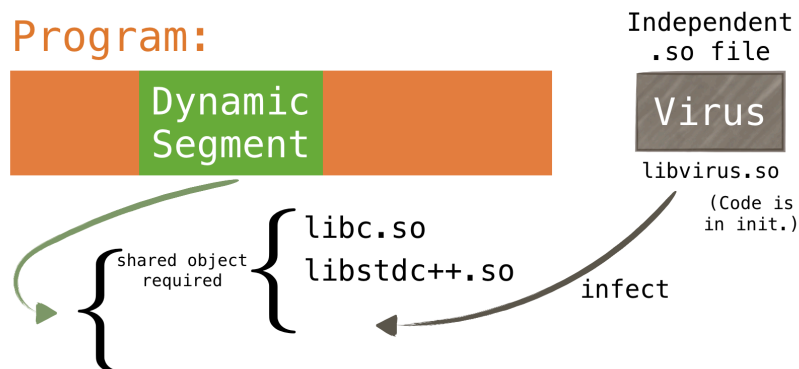 Program:
Dynamic
Segment
Independent
.so file
Virus
libvirus.so
(Code is
in init.)
shared object
required
libc.so
libstdc++.so
infect